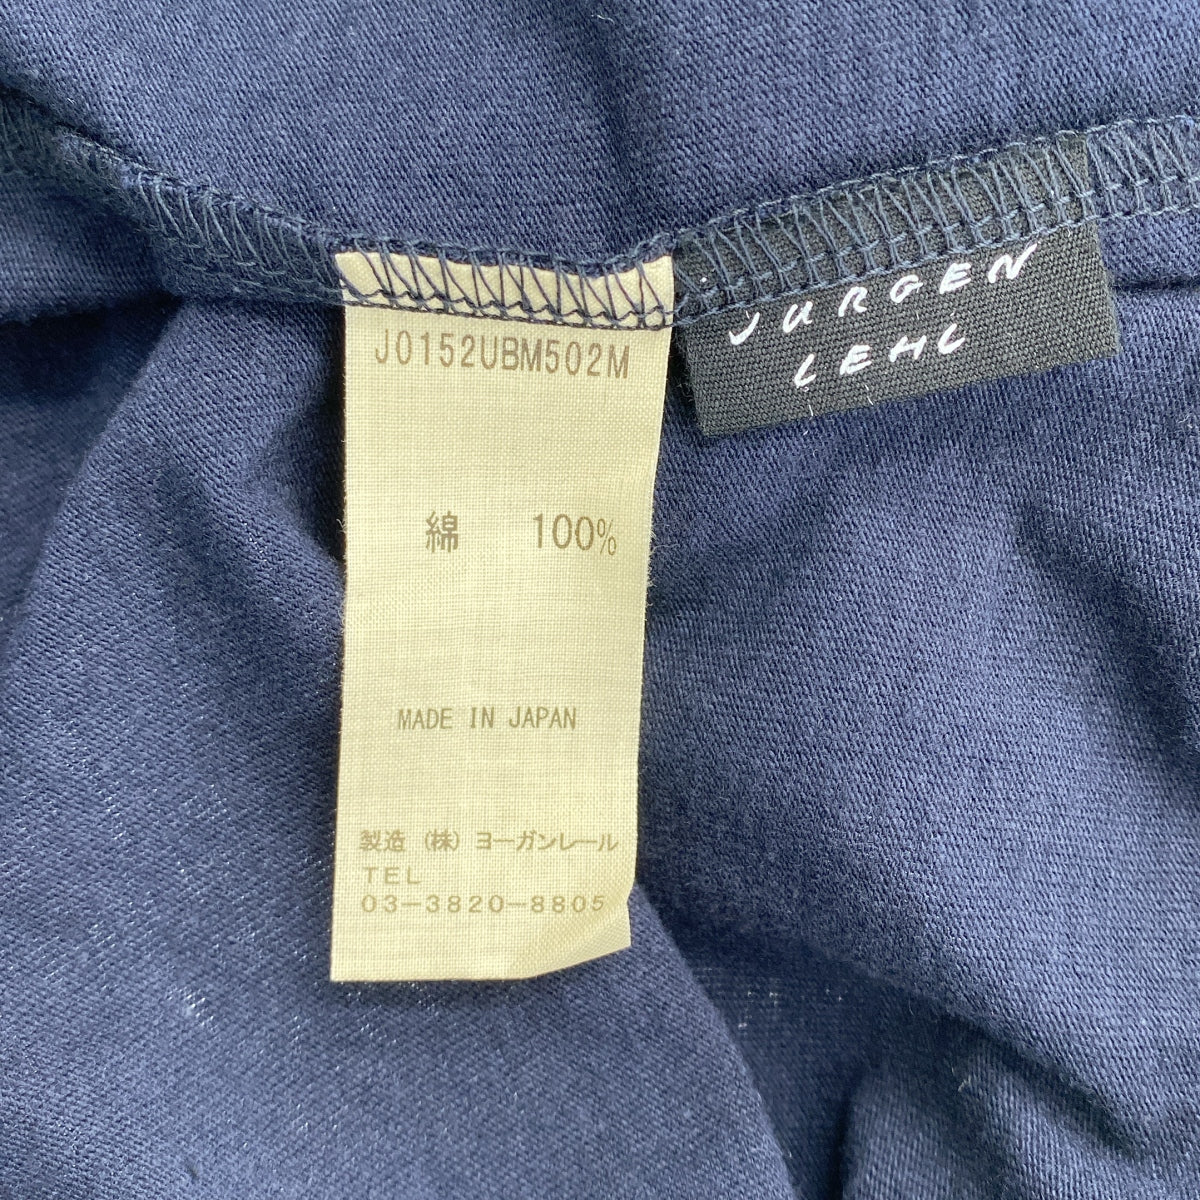 J0152UBM502M
綿 100%
MADE IN JAPAN
製造 (株) ヨーガンレール
TEL
03-3820-8805
JURGEN
LEHL